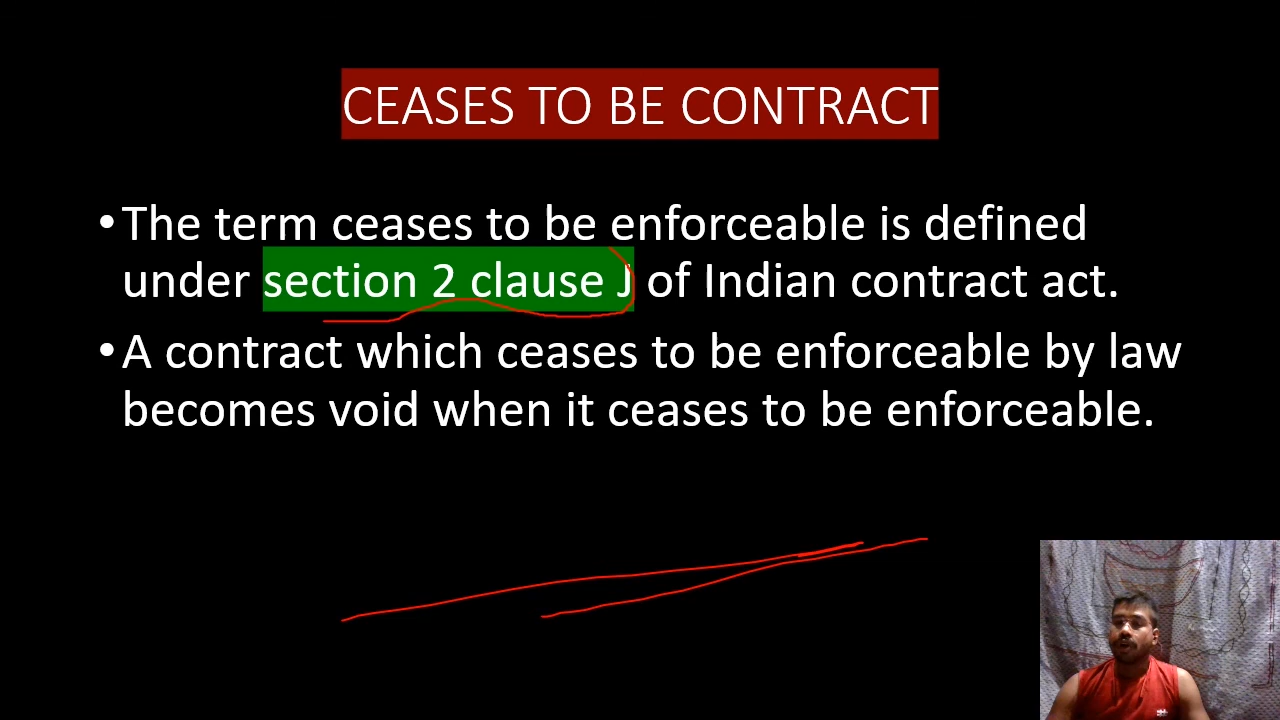 CEASES TO BE CONTRACT
•The term ceases to be enforceable is defined
under section 2 clause J of Indian contract act.
•A contract which ceases to be enforceable by law
becomes void when it ceases to be enforceable.